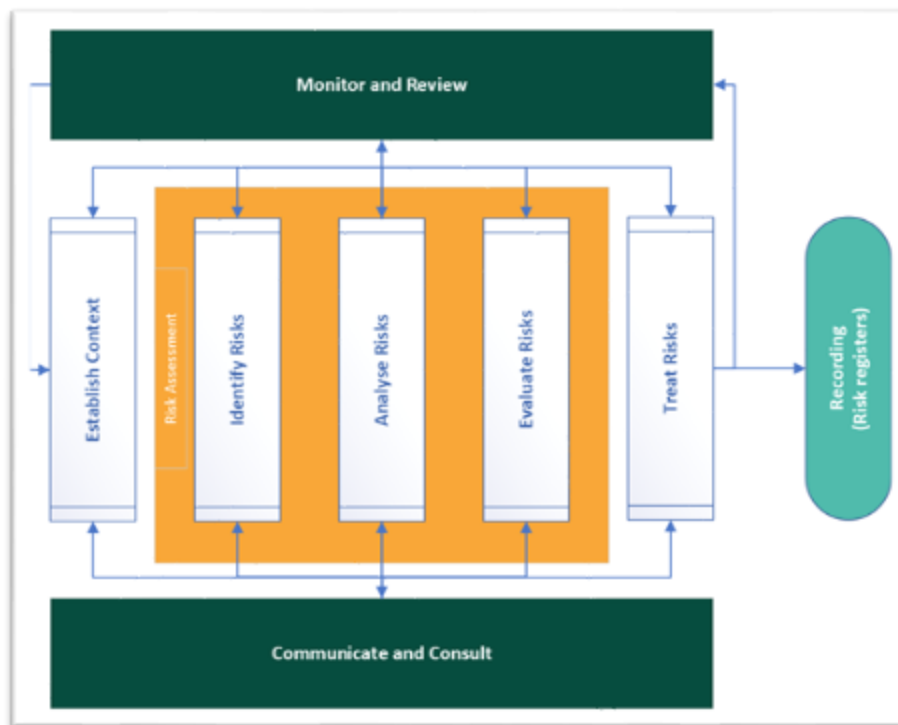 Monitor and Review
Establish Context
Risk Assessment
Identify Risks
Analyse Risks
Evaluate Risks
Treat Risks
Recording
(Risk registers)
Communicate and Consult